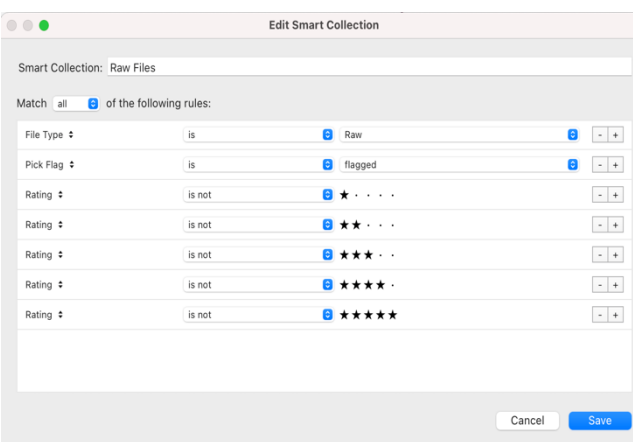 Edit Smart Collection
Smart Collection: Raw Files
Match all of the following rules:
File Type is Raw - +
Pick Flag is flagged - +
Rating is not ★ · · · · - +
Rating is not ★★ · · · - +
Rating is not ★★★ · · - +
Rating is not ★★★★ · - +
Rating is not ★★★★★ - +
Cancel Save